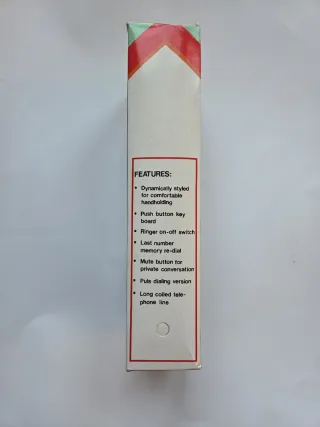 FEATURES:
• Dynamically styled
for comfortable
handholding
• Push button key
board
• Ringer on-off switch
• Last number
memory re-dial
• Mute button for
private conversation
• Puls dialing version
• Long coiled tele-
phone line